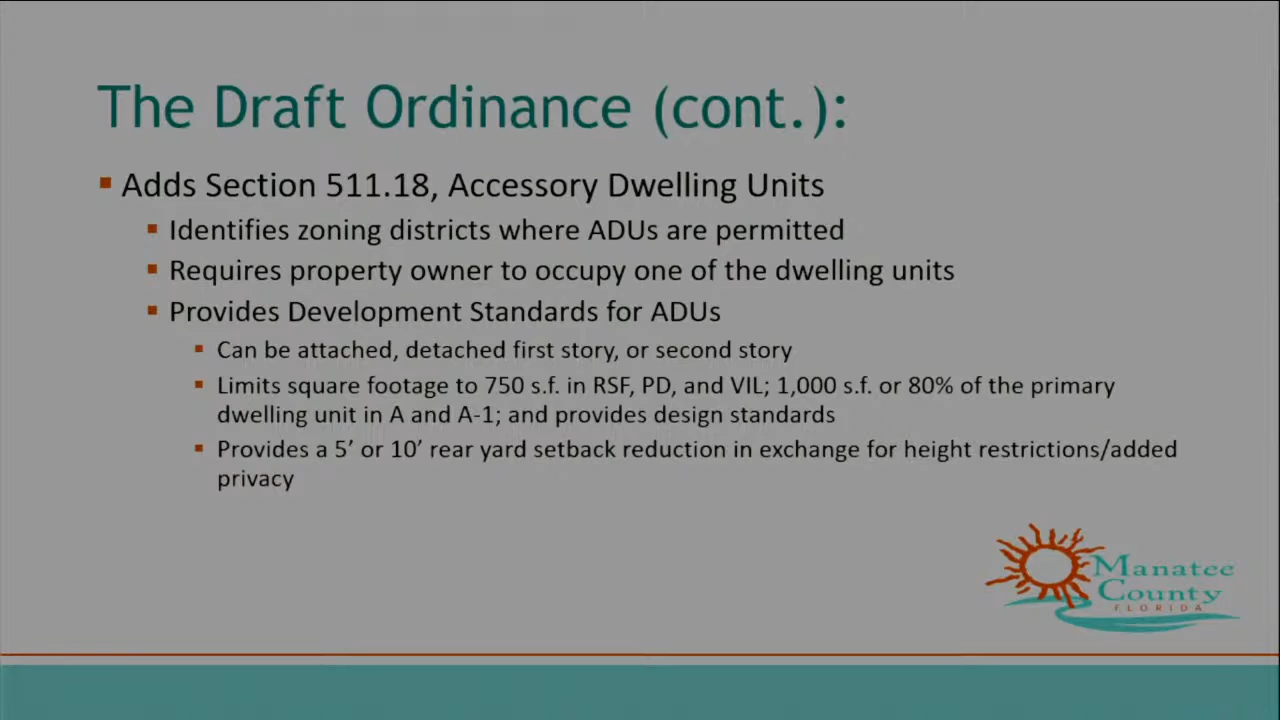 The Draft Ordinance (cont.):
Adds Section 511.18, Accessory Dwelling Units
Identifies zoning districts where ADUs are permitted
Requires property owner to occupy one of the dwelling units
Provides Development Standards for ADUs
Can be attached, detached first story, or second story
Limits square footage to 750 s.f. in RSF, PD, and VIL; 1,000 s.f. or 80% of the primary
dwelling unit in A and A-1; and provides design standards
Provides a 5’ or 10’ rear yard setback reduction in exchange for height restrictions/added
privacy
Manatee
County
FLORIDA